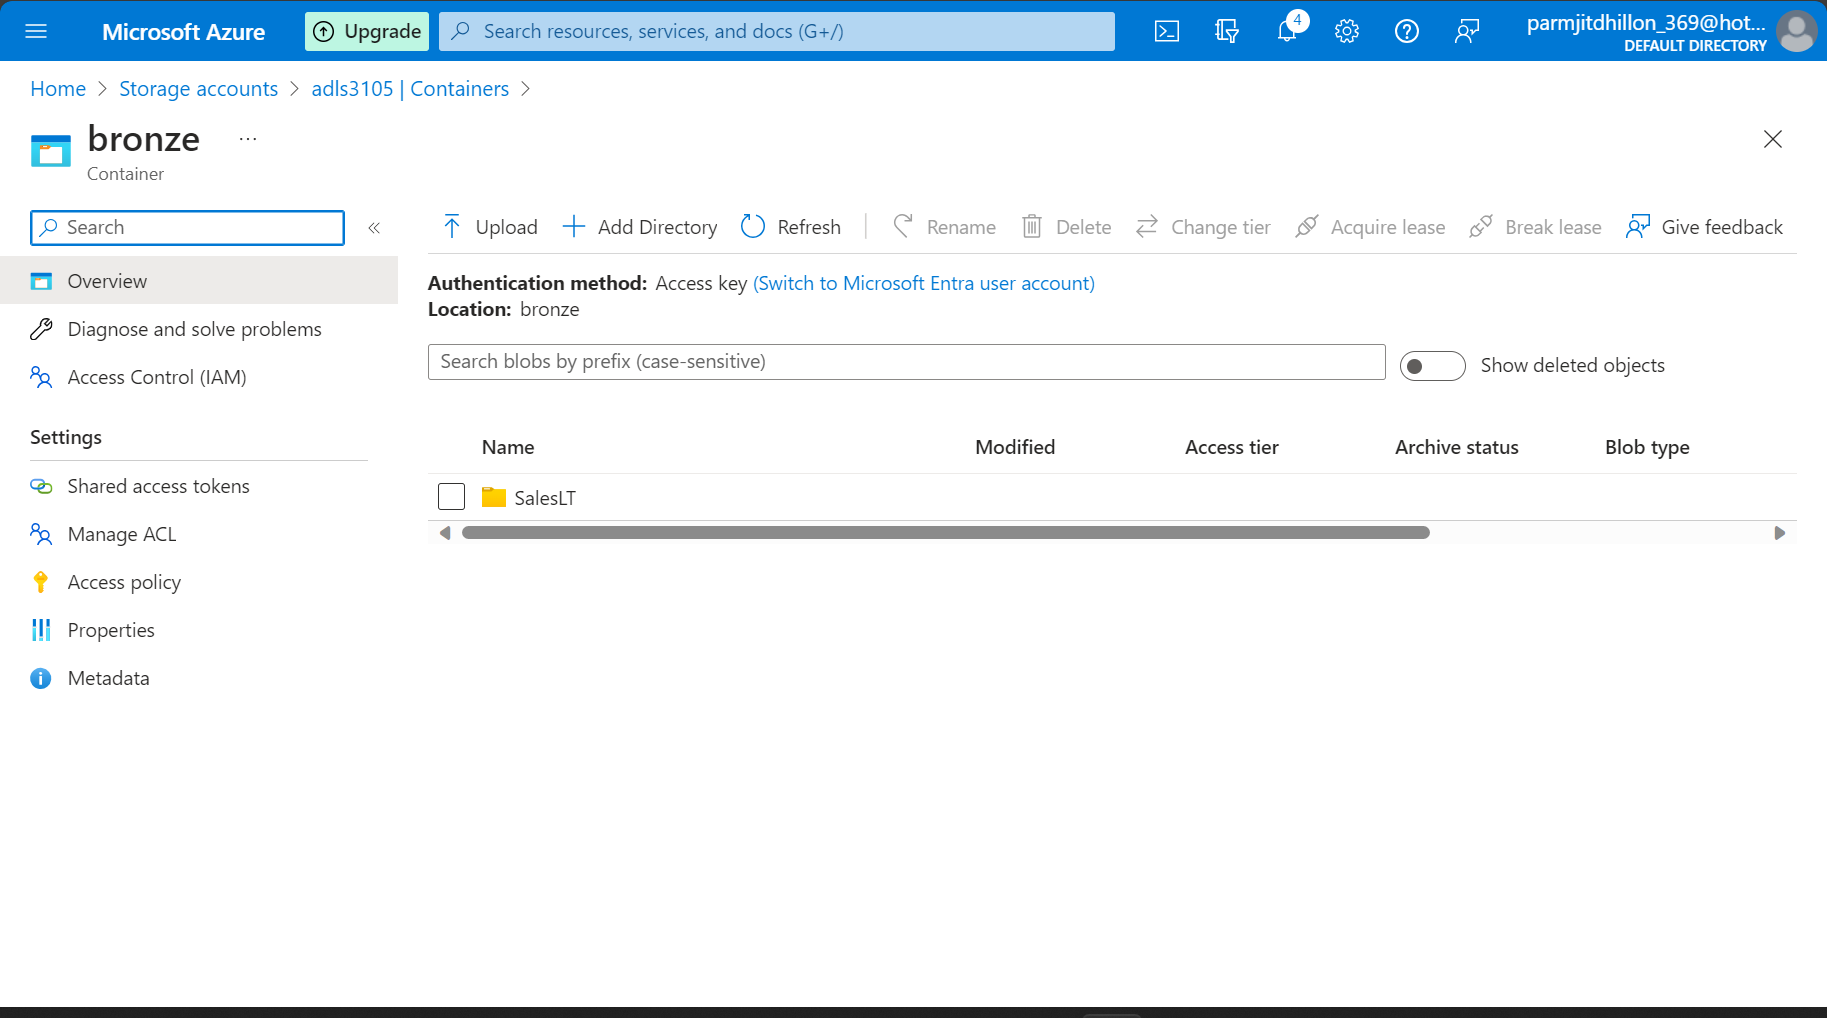 Microsoft Azure
Upgrade
Search resources, services, and docs (G+/)
4
parmjitdhillon_369@hot...
DEFAULT DIRECTORY
Home > Storage accounts > adls3105 | Containers >
bronze ...
Container
Search
«
Upload
Add Directory
Refresh
Rename
Delete
Change tier
Acquire lease
Break lease
Give feedback
Overview
Diagnose and solve problems
Access Control (IAM)
Settings
Shared access tokens
Manage ACL
Access policy
Properties
Metadata
Authentication method: Access key (Switch to Microsoft Entra user account)
Location: bronze
Search blobs by prefix (case-sensitive)
Show deleted objects
Name Modified Access tier Archive status Blob type
SalesLT